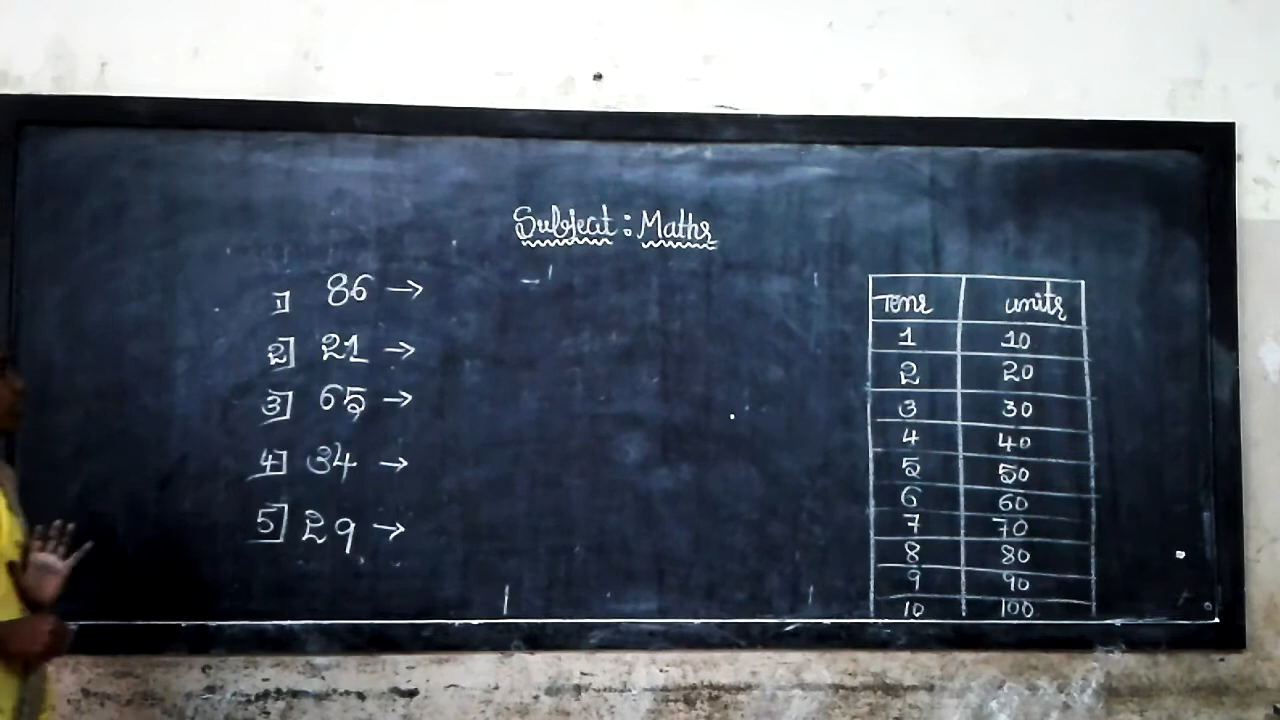 Subject : Maths
1] 86 →
2] 21 →
3] 65 →
4] 34 →
5] 29 →
Tens units
1 10
2 20
3 30
4 40
5 50
6 60
7 70
8 80
9 90
10 100